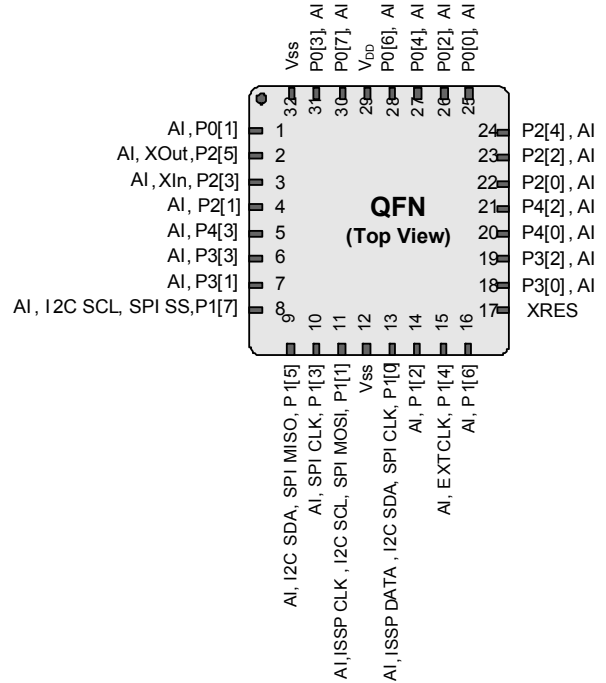 Vss
P0[3], AI
P0[7], AI
VDD
P0[6], AI
P0[4], AI
P0[2], AI
P0[0], AI
32
31
30
29
28
27
26
25
AI, P0[1]
1
AI, XOut, P2[5]
2
AI, XIn, P2[3]
3
AI, P2[1]
4
AI, P4[3]
5
AI, P3[3]
6
AI, P3[1]
7
AI, I2C SCL, SPI SS, P1[7]
8
QFN
(Top View)
24
P2[4], AI
23
P2[2], AI
22
P2[0], AI
21
P4[2], AI
20
P4[0], AI
19
P3[2], AI
18
P3[0], AI
17
XRES
9
10
11
12
13
14
15
16
AI, I2C SDA, SPI MISO, P1[5]
AI, SPI CLK, P1[3]
AI, ISSP CLK, I2C SCL, SPI MOSI, P1[1]
Vss
AI, ISSP DATA, I2C SDA, SPI CLK, P1[0]
AI, P1[2]
AI, EXTCLK, P1[4]
AI, P1[6]